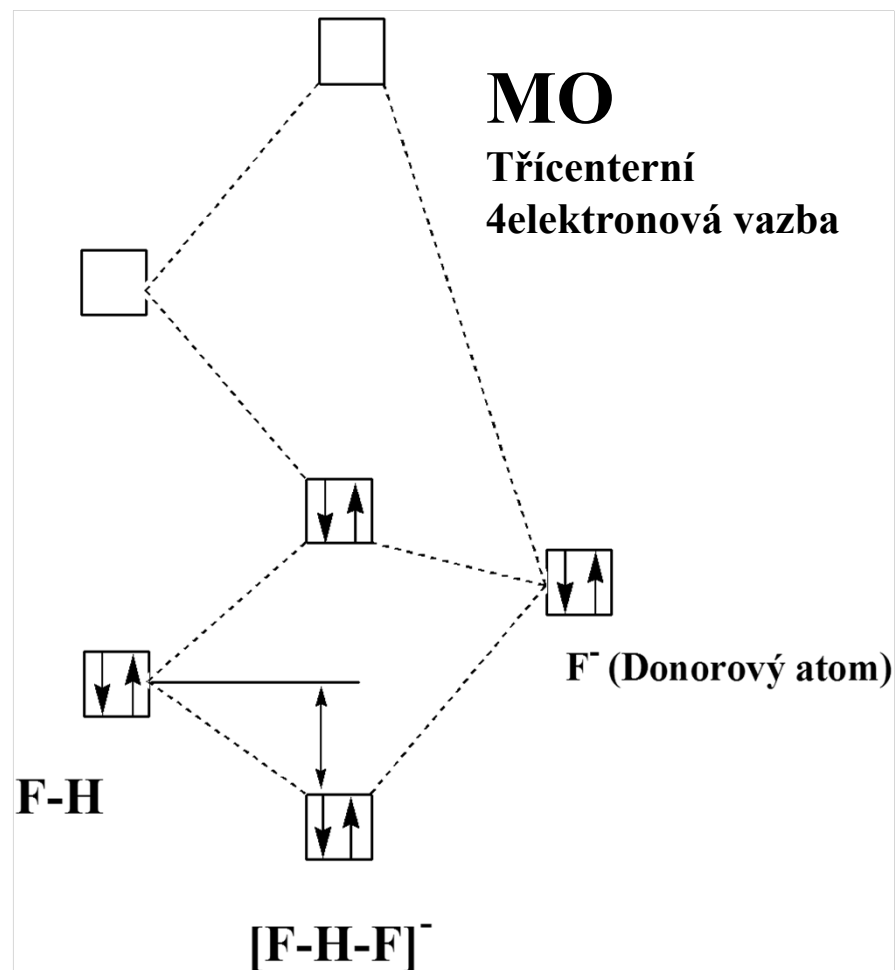 MO
Třícenterní
4elektronová vazba
F⁻ (Donorový atom)
F-H
[F-H-F]⁻